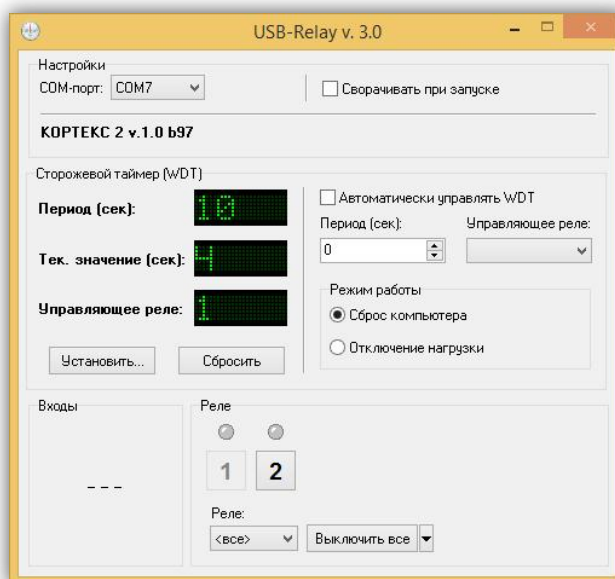 USB-Relay v. 3.0
Настройки
COM-порт: COM7
Сворачивать при запуске
КОРТЕКС 2 v.1.0 b97
Сторожевой таймер (WDT)
Период (сек): 10
Тек. значение (сек): 4
Управляющее реле: 1
Установить... Сбросить
Автоматически управлять WDT
Период (сек): Управляющее реле:
0
Режим работы
Сброс компьютера
Отключение нагрузки
Входы
- - -
Реле
1 2
Реле:
<все> Выключить все